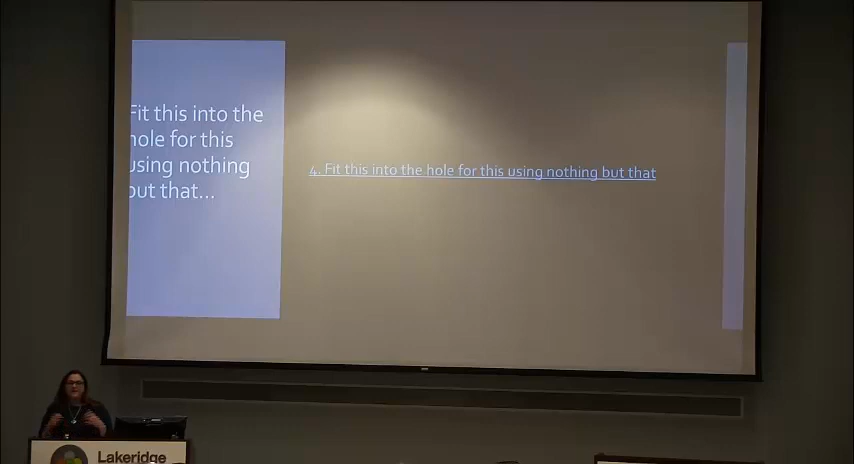 Fit this into the
hole for this
using nothing
but that...
4. Fit this into the hole for this using nothing but that
Lakeridge